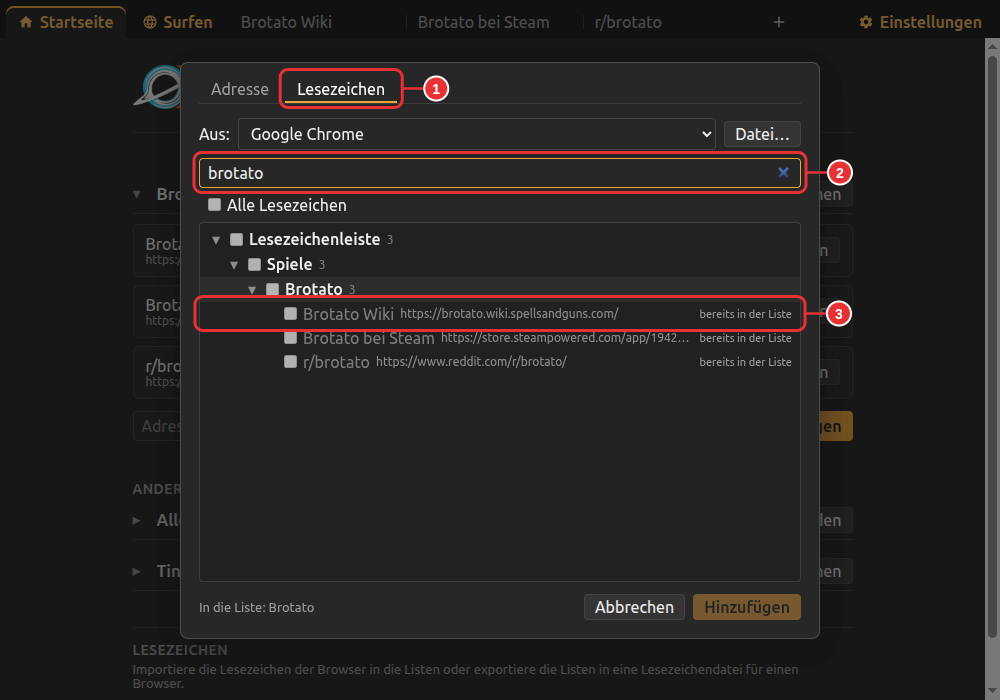 Startseite Surfen Brotato Wiki Brotato bei Steam r/brotato + Einstellungen
Adresse Lesezeichen 1
Aus: Google Chrome Datei…
brotato 2
Alle Lesezeichen
Lesezeichenleiste 3
Spiele 3
Brotato 3
Brotato Wiki https://brotato.wiki.spellsandguns.com/ bereits in der Liste 3
Brotato bei Steam https://store.steampowered.com/app/1942… bereits in der Liste
r/brotato https://www.reddit.com/r/brotato/ bereits in der Liste
In die Liste: Brotato Abbrechen Hinzufügen
LESEZEICHEN
Importiere die Lesezeichen der Browser in die Listen oder exportiere die Listen in eine Lesezeichendatei für einen
Browser.